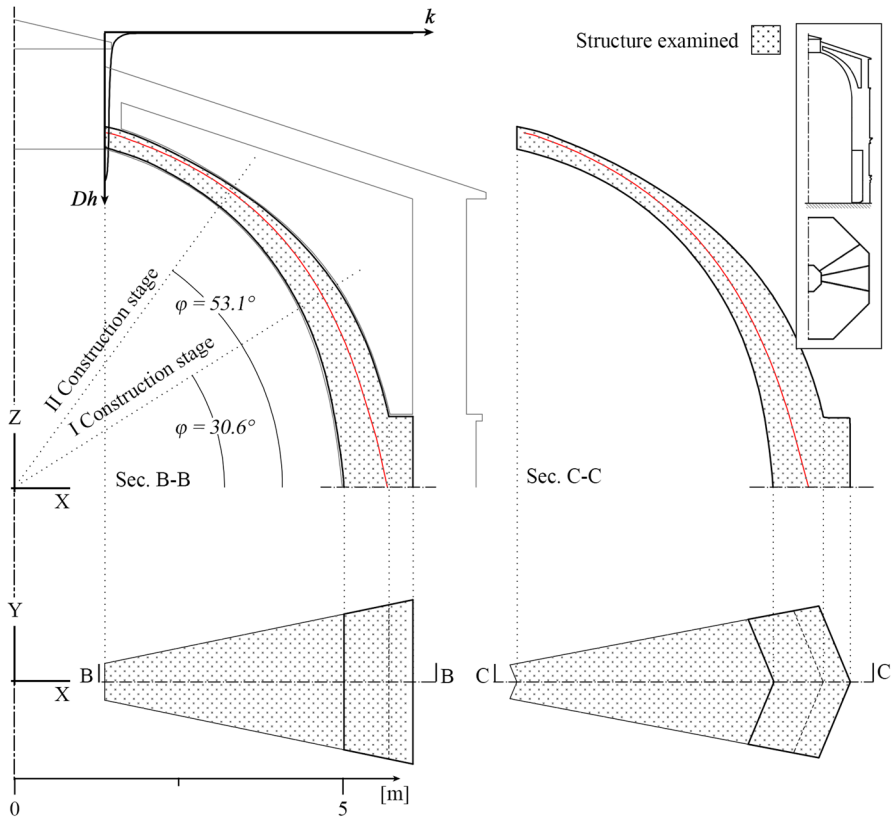 k
Structure examined
Dh
II Construction stage
φ = 53.1°
I Construction stage
φ = 30.6°
Z
X
Sec. B-B
Sec. C-C
Y
X
B
B
C
C
0
5
[m]